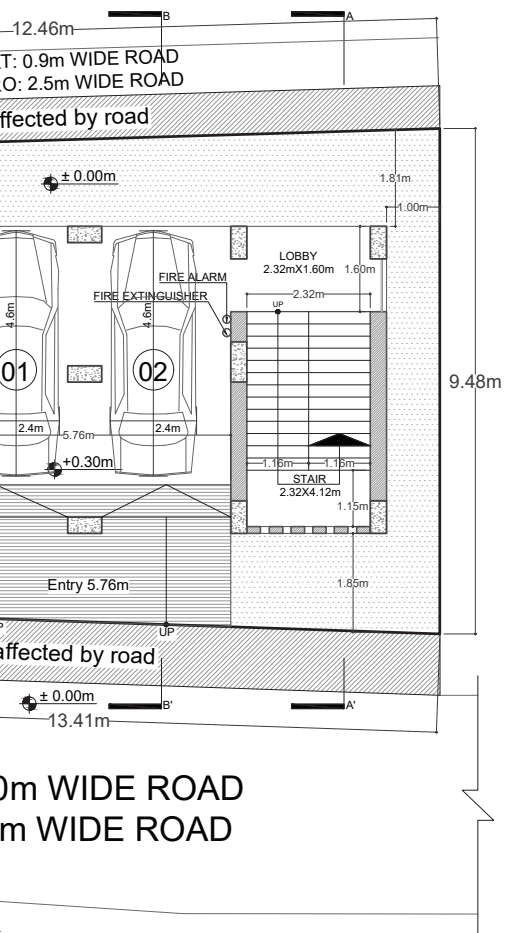 B
A
12.46m
T: 0.9m WIDE ROAD
RO: 2.5m WIDE ROAD
ffected by road
± 0.00m
1.81m
1.00m
LOBBY
2.32mX1.60m
1.60m
FIRE ALARM
FIRE EXTINGUISHER
2.32m
UP
4.6m
4.6m
01
02
9.48m
2.4m
5.76m
2.4m
+0.30m
1.16m
1.16m
STAIR
2.32X4.12m
1.15m
Entry 5.76m
1.85m
UP
affected by road
± 0.00m
B'
A'
13.41m
0m WIDE ROAD
m WIDE ROAD